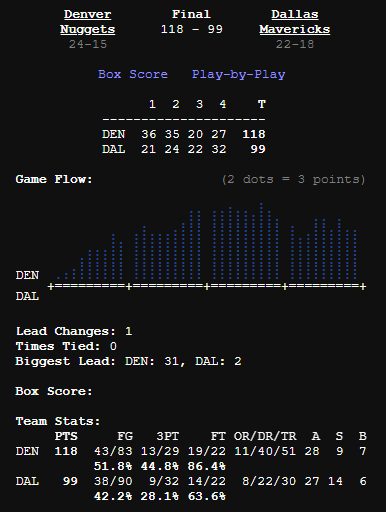 Denver Final Dallas
Nuggets 118 - 99 Mavericks
24-15 22-18
Box Score Play-by-Play
1 2 3 4 T
---------------------
DEN 36 35 20 27 118
DAL 21 24 22 32 99
Game Flow: (2 dots = 3 points)
DEN
+=========+=========+=========+=========+
DAL
Lead Changes: 1
Times Tied: 0
Biggest Lead: DEN: 31, DAL: 2
Box Score:
Team Stats:
PTS FG 3PT FT OR/DR/TR A S B
DEN 118 43/83 13/29 19/22 11/40/51 28 9 7
51.8% 44.8% 86.4%
DAL 99 38/90 9/32 14/22 8/22/30 27 14 6
42.2% 28.1% 63.6%